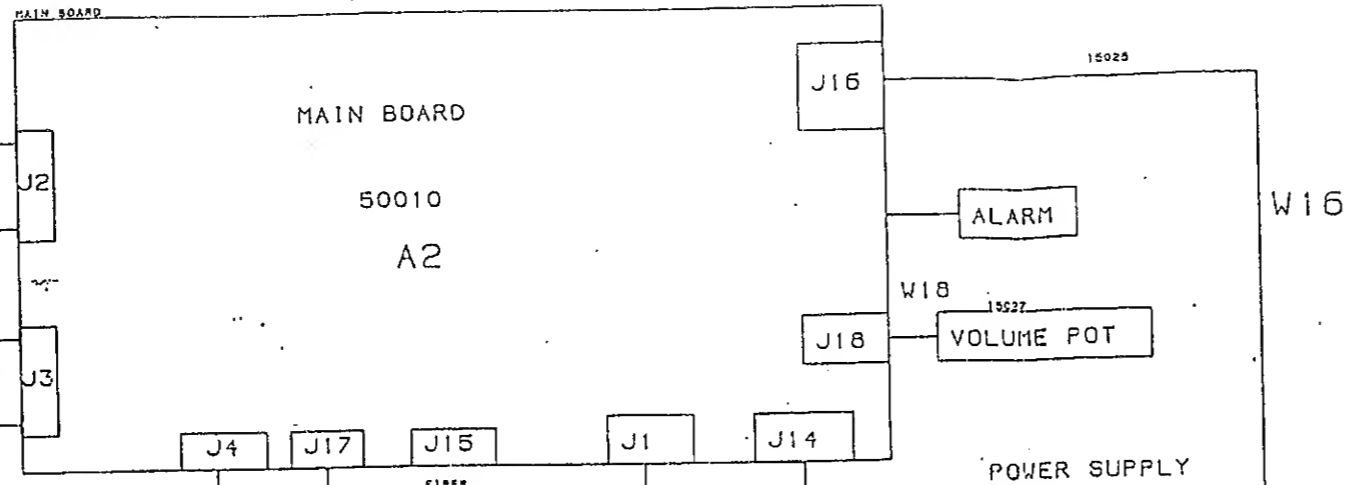 MAIN BOARD
15025
J16
MAIN BOARD
J2
50010
ALARM
W16
A2
W18
15027
J18
VOLUME POT
J3
J4
J17
J15
J1
J14
POWER SUPPLY
FIBER